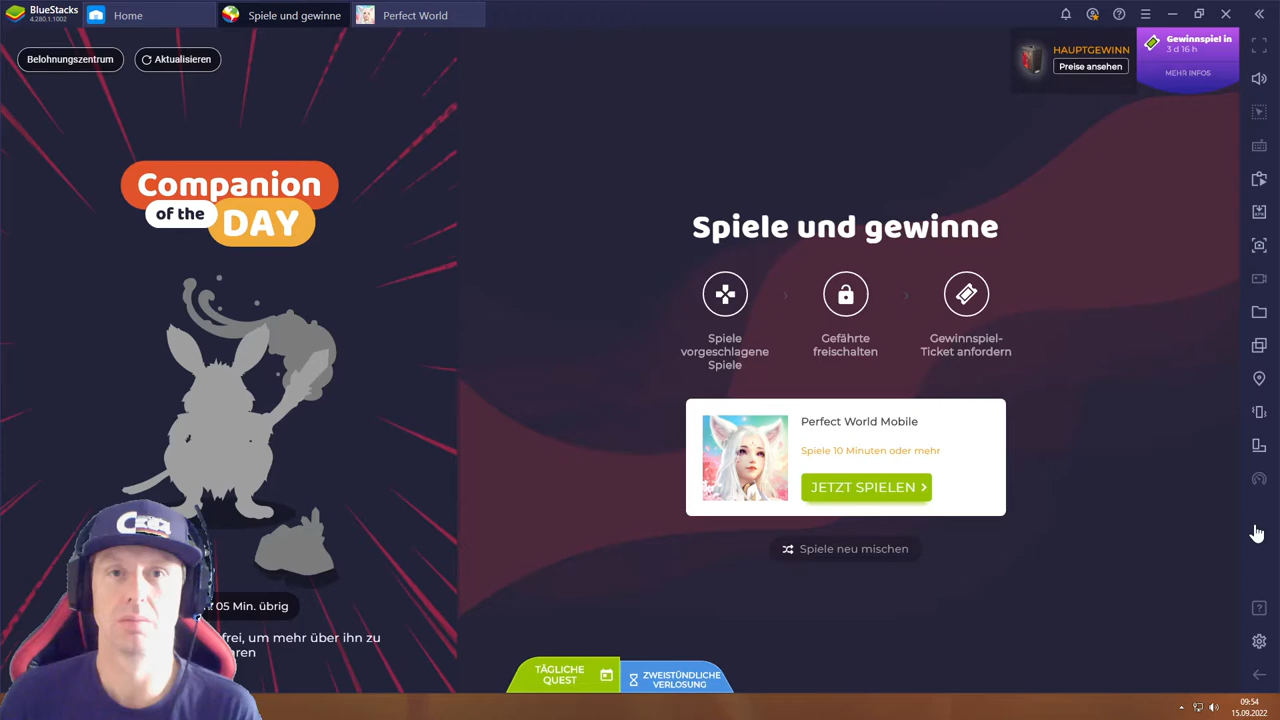 BlueStacks
4.280.1.1002
Home
Spiele und gewinne
Perfect World
Belohnungszentrum
Aktualisieren
HAUPTGEWINN
Preise ansehen
Gewinnspiel in
3 d 16 h
MEHR INFOS
Companion
of the DAY
Spiele und gewinne
Spiele
vorgeschlagene
Spiele
Gefährte
freischalten
Gewinnspiel-
Ticket anfordern
Perfect World Mobile
Spiele 10 Minuten oder mehr
JETZT SPIELEN
Spiele neu mischen
05 Min. übrig
frei, um mehr über ihn zu
TÄGLICHE
QUEST
ZWEISTÜNDLICHE
VERLOSUNG
09:54
15.09.2022